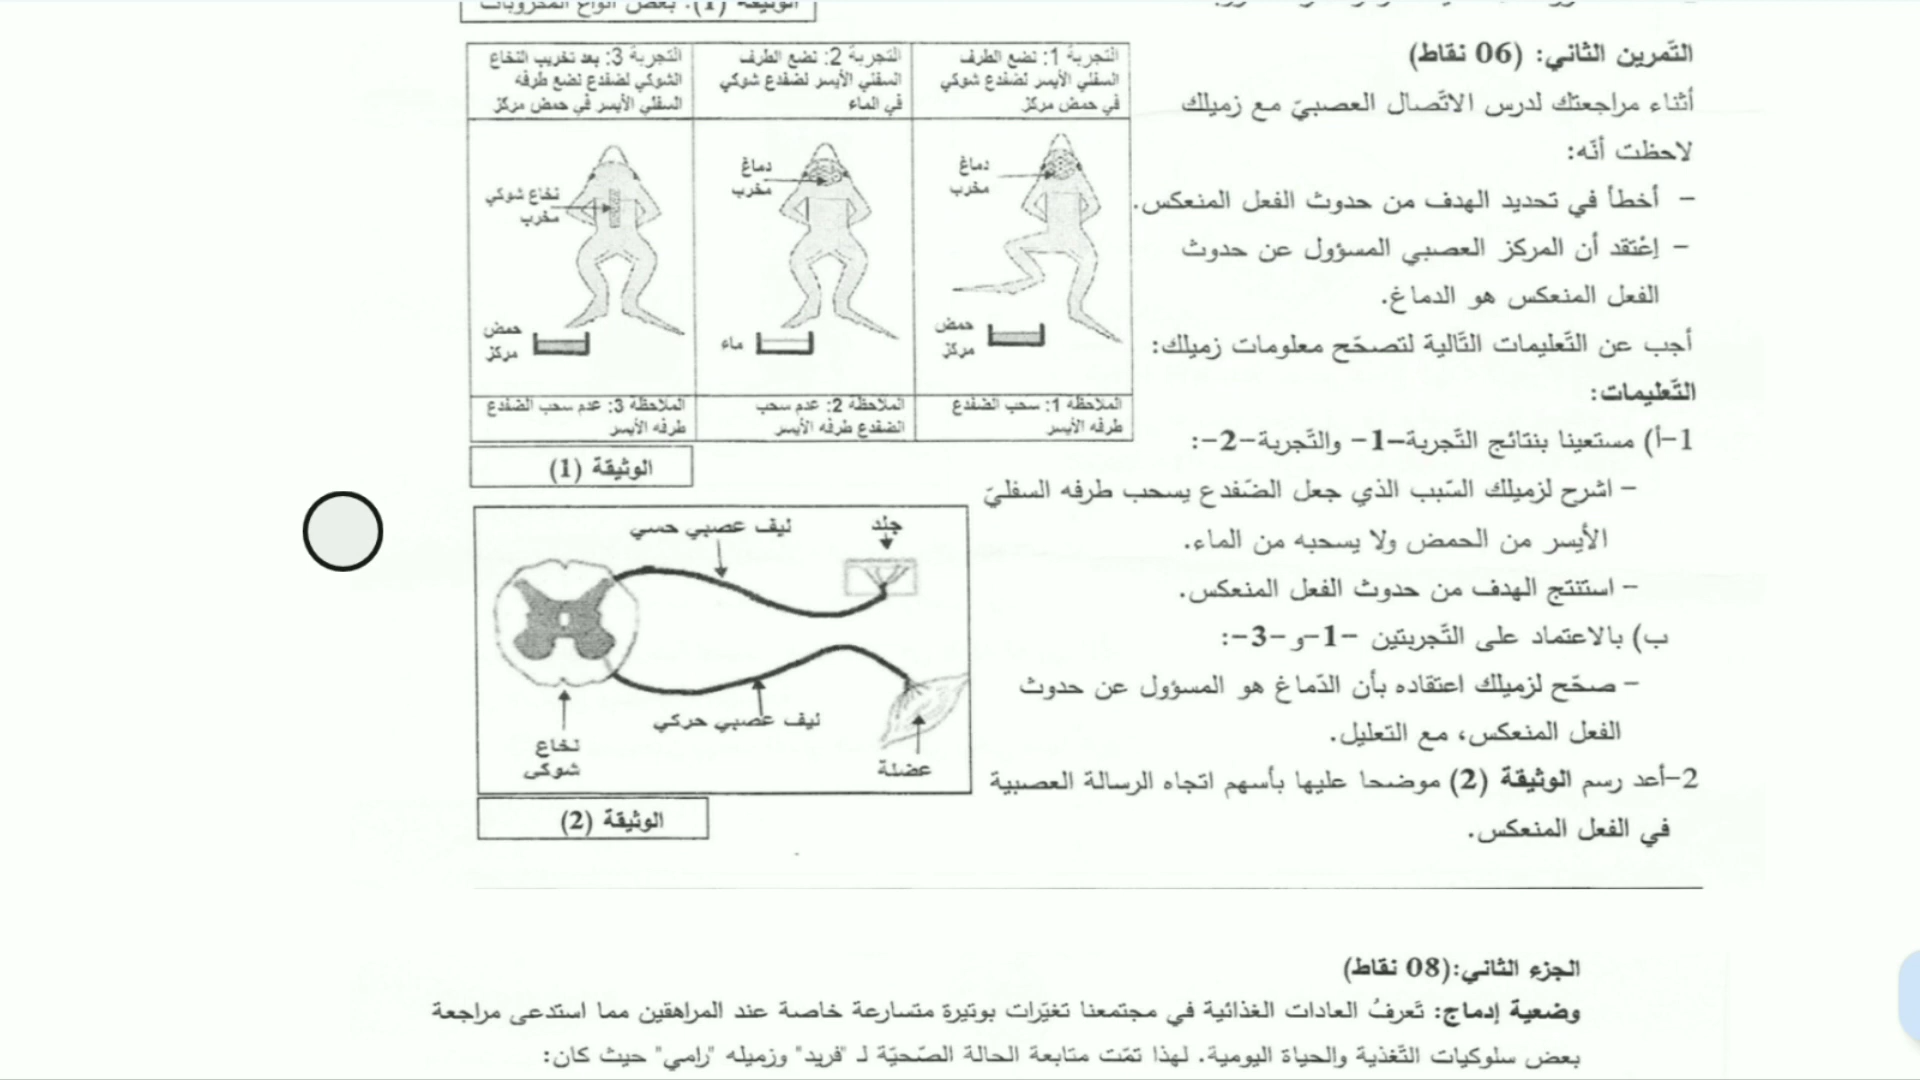 الوثيقة (1): بعض أنواع الميكروبات
التّمرين الثاني: (06 نقاط)
أثناء مراجعتك لدرس الاتّصال العصبيّ مع زميلك
لاحظت أنّه:
– أخطأ في تحديد الهدف من حدوث الفعل المنعكس.
– إعْتقد أن المركز العصبي المسؤول عن حدوث
الفعل المنعكس هو الدماغ.
أجب عن التّعليمات التّالية لتصحّح معلومات زميلك:
التّعليمات:
1–أ) مستعينا بنتائج التّجربة–1– والتّجربة–2–:
– اشرح لزميلك السّبب الذي جعل الضّفدع يسحب طرفه السفليّ
الأيسر من الحمض ولا يسحبه من الماء.
– استنتج الهدف من حدوث الفعل المنعكس.
ب) بالاعتماد على التّجربتين –1–و –3–:
– صحّح لزميلك اعتقاده بأن الدّماغ هو المسؤول عن حدوث
الفعل المنعكس، مع التعليل.
2–أعد رسم الوثيقة (2) موضحا عليها بأسهم اتجاه الرسالة العصبية
في الفعل المنعكس.
التجربة 1: نضع الطرف
السفلي الأيسر لضفدع شوكي
في حمض مركز
دماغ
مخرب
حمض
مركز
الملاحظة 1: سحب الضفدع
طرفه الأيسر
التجربة 2: نضع الطرف
السفلي الأيسر لضفدع شوكي
في الماء
دماغ
مخرب
ماء
الملاحظة 2: عدم سحب
الضفدع طرفه الأيسر
التجربة 3: بعد تخريب النخاع
الشوكي لضفدع نضع طرفه
السفلي الأيسر في حمض مركز
نخاع شوكي
مخرب
حمض
مركز
الملاحظة 3: عدم سحب الضفدع
طرفه الأيسر
الوثيقة (1)
جلد
ليف عصبي حسي
ليف عصبي حركي
نخاع
شوكي
عضلة
الوثيقة (2)
الجزء الثاني:(08 نقاط)
وضعية إدماج: تَعرفُ العادات الغذائية في مجتمعنا تغيّرات بوتيرة متسارعة خاصة عند المراهقين مما استدعى مراجعة
بعض سلوكيات التّغذية والحياة اليومية. لهذا تمّت متابعة الحالة الصّحيّة لـ "فريد" وزميله "رامي" حيث كان: